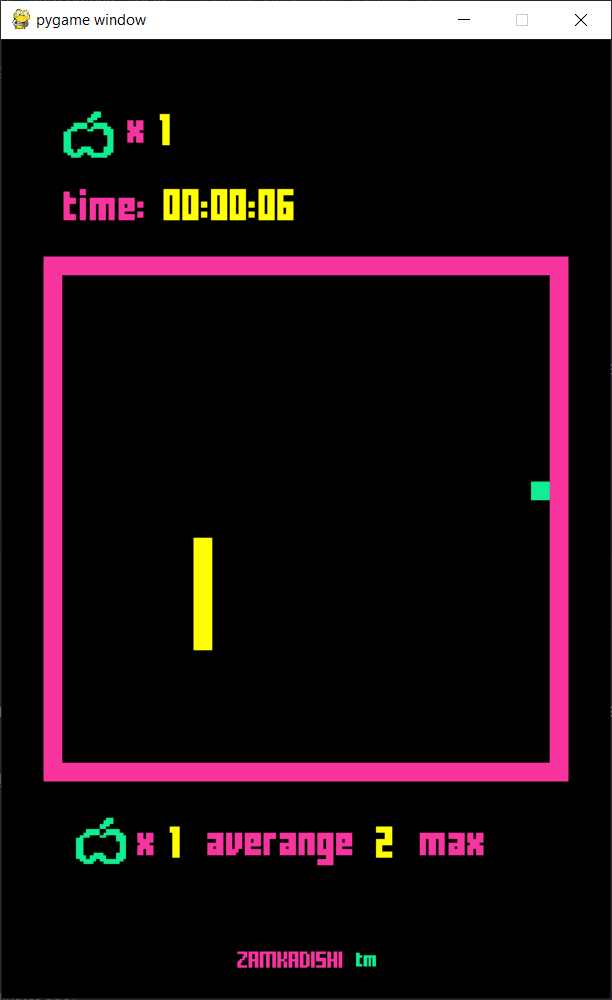 pygame window
x 1
time: 00:00:06
x 1 averange 2 max
ZAMKADISHI tm